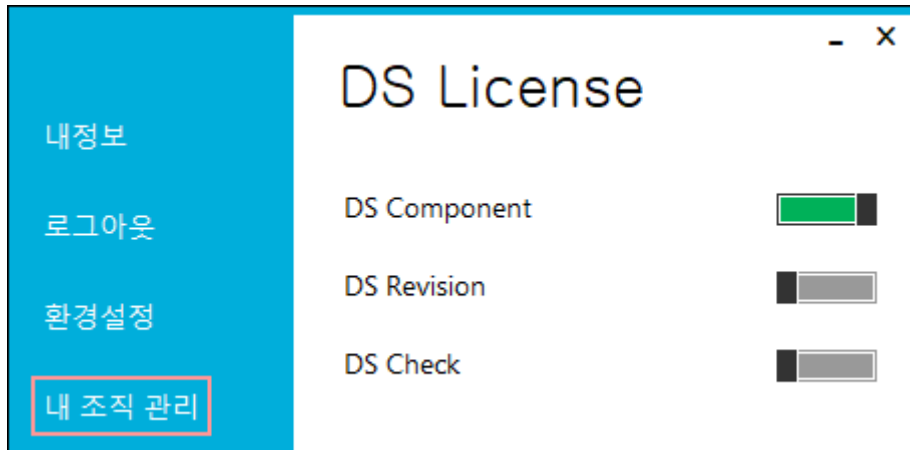 내정보
로그아웃
환경설정
내 조직 관리
DS License
DS Component
DS Revision
DS Check